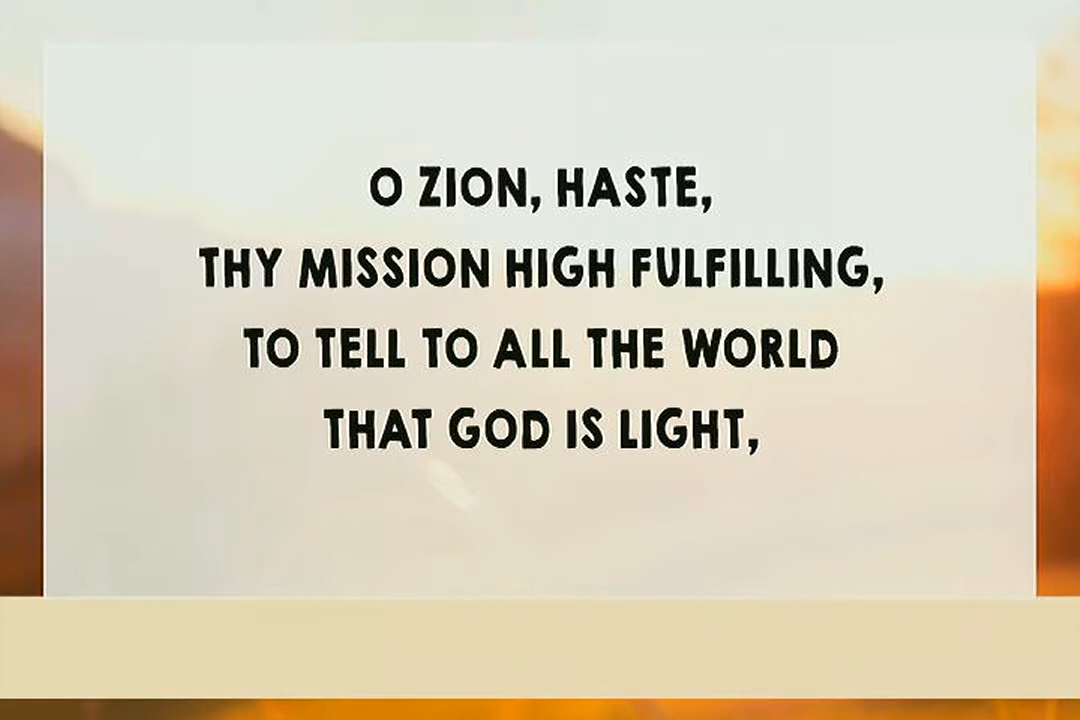 O ZION, HASTE,
THY MISSION HIGH FULFILLING,
TO TELL TO ALL THE WORLD
THAT GOD IS LIGHT,